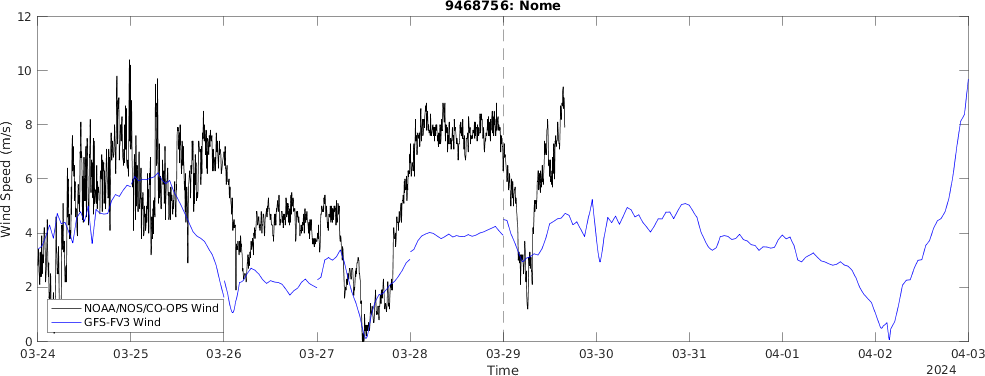 9468756: Nome
12
10
8
6
4
2
0
Wind Speed (m/s)
NOAA/NOS/CO-OPS Wind
GFS-FV3 Wind
03-24 03-25 03-26 03-27 03-28 03-29 03-30 03-31 04-01 04-02 04-03
Time
2024